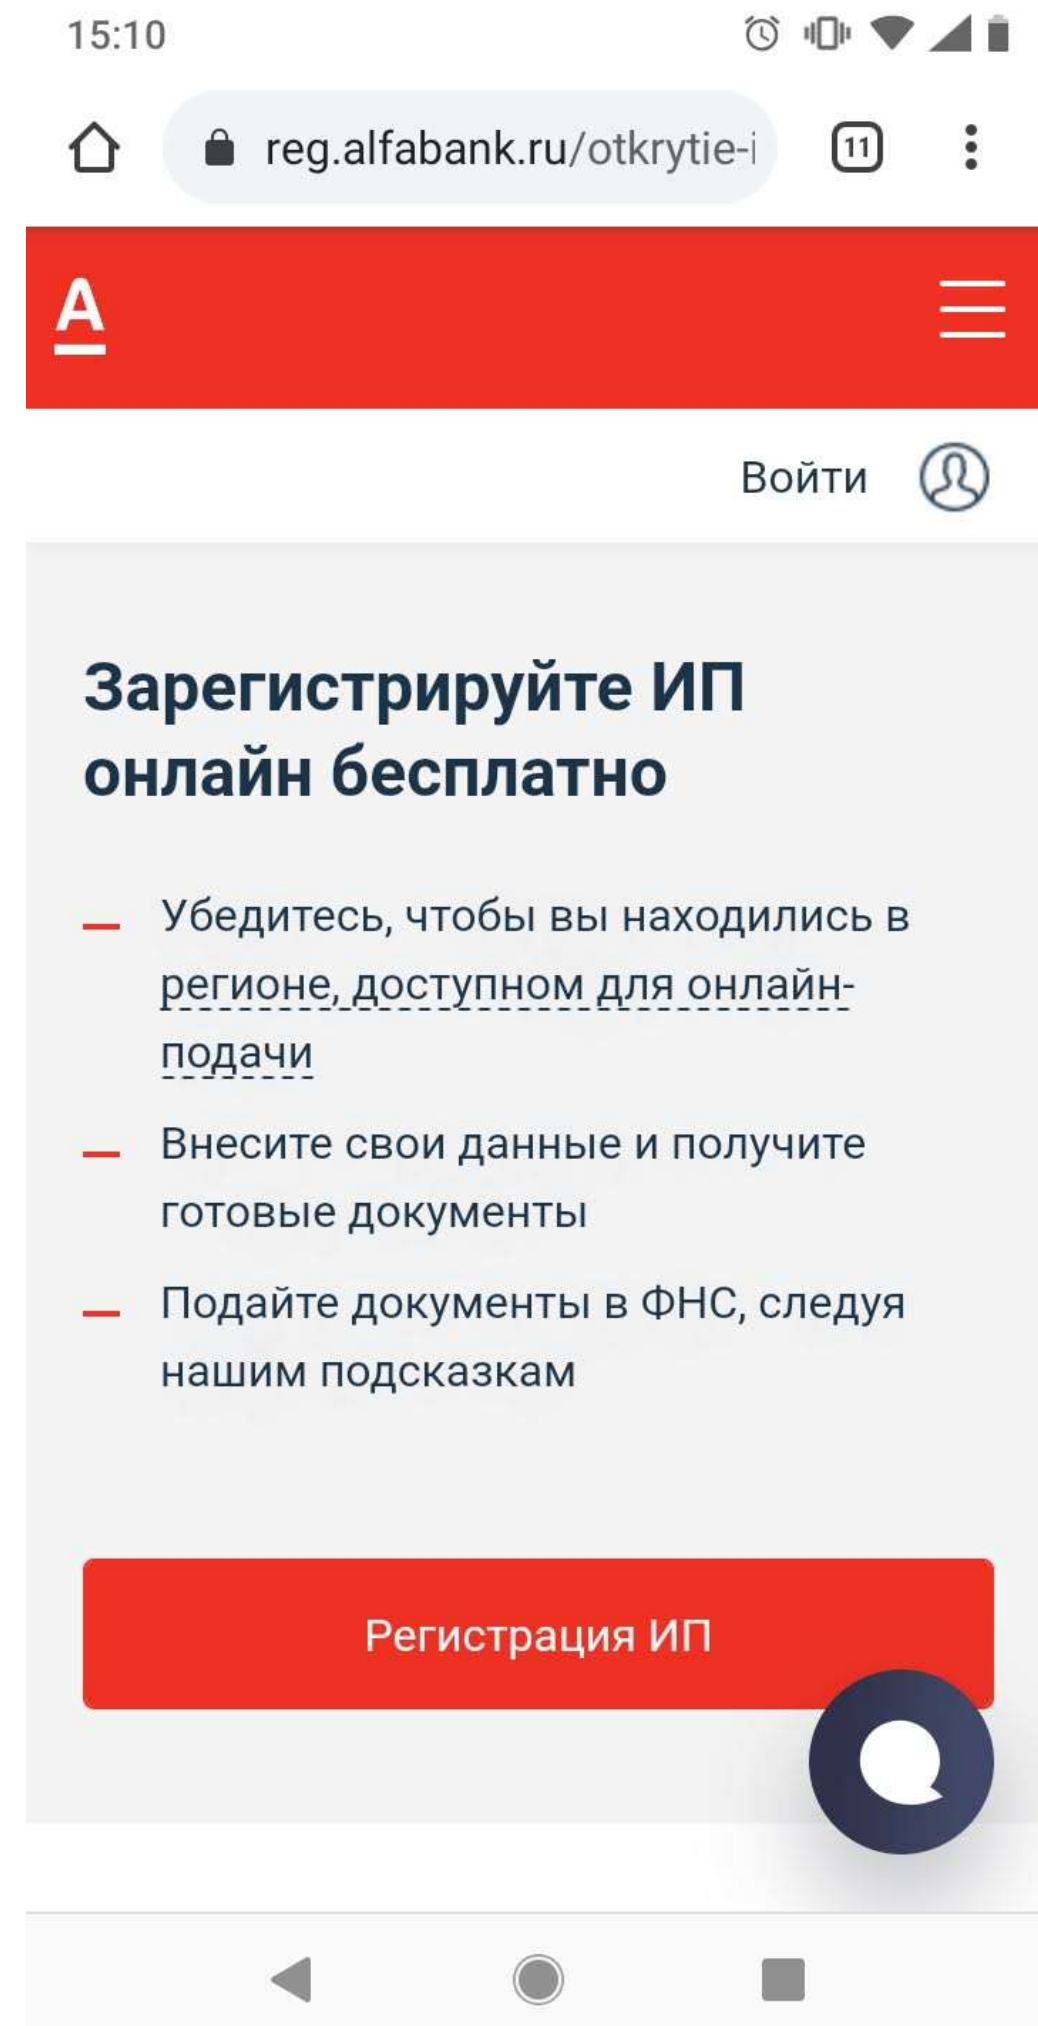 15:10
reg.alfabank.ru/otkrytie-i
11
А
Войти
Зарегистрируйте ИП
онлайн бесплатно
Убедитесь, чтобы вы находились в
регионе, доступном для онлайн-
подачи
Внесите свои данные и получите
готовые документы
Подайте документы в ФНС, следуя
нашим подсказкам
Регистрация ИП